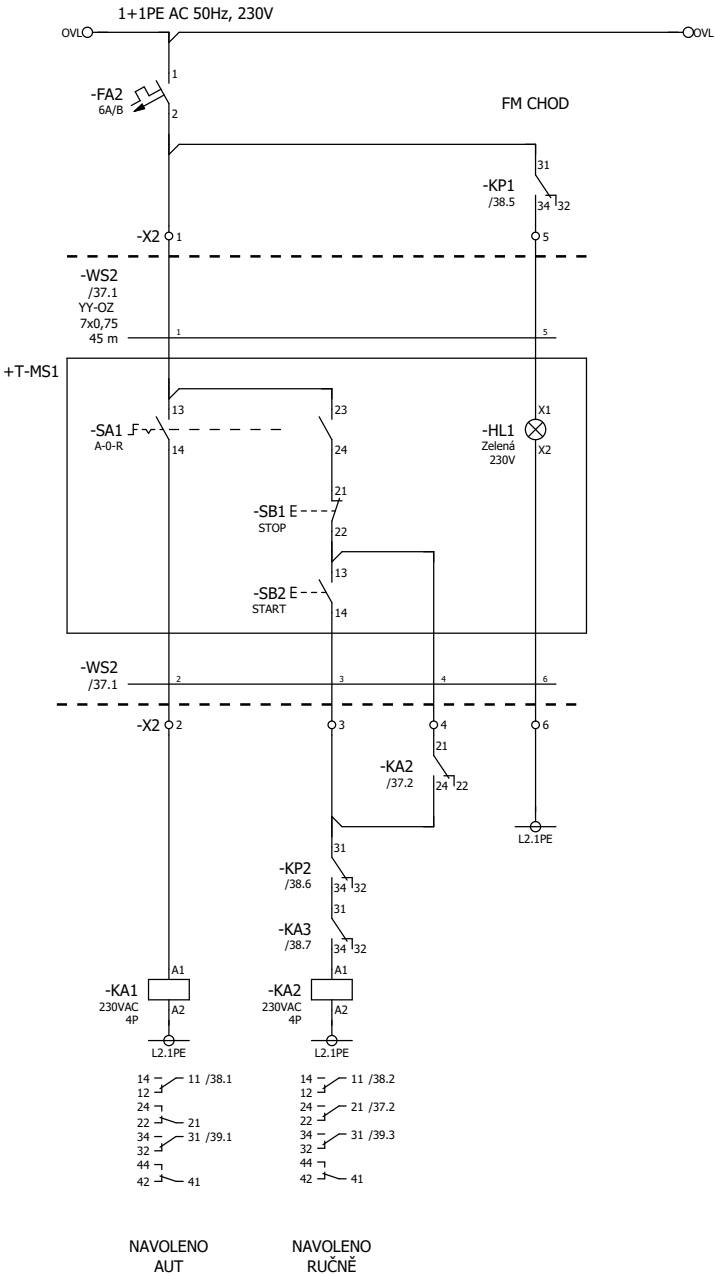 1+1PE AC 50Hz, 230V
OVL
OVL
1
-FA2
6A/B
2
FM CHOD
31
-KP1
/38.5
34
32
-X2
1
5
-WS2
/37.1
YY-OZ
7x0,75
45 m
1
5
+T-MS1
13
23
X1
-SA1
A-0-R
14
24
-HL1
Zelená
230V
X2
21
-SB1 E
STOP
22
13
-SB2 E
START
14
-WS2
/37.1
2
3
4
6
-X2
2
3
4
6
21
-KA2
/37.2
24
22
L2.1PE
31
-KP2
/38.6
34
32
31
-KA3
/38.7
34
32
A1
-KA1
230VAC
4P
A2
L2.1PE
A1
-KA2
230VAC
4P
A2
L2.1PE
14
11 /38.1
12
24
22
21
34
31 /39.1
32
44
42
41
14
11 /38.2
12
24
21 /37.2
22
34
31 /39.3
32
44
42
41
NAVOLENO
AUT
NAVOLENO
RUČNĚ